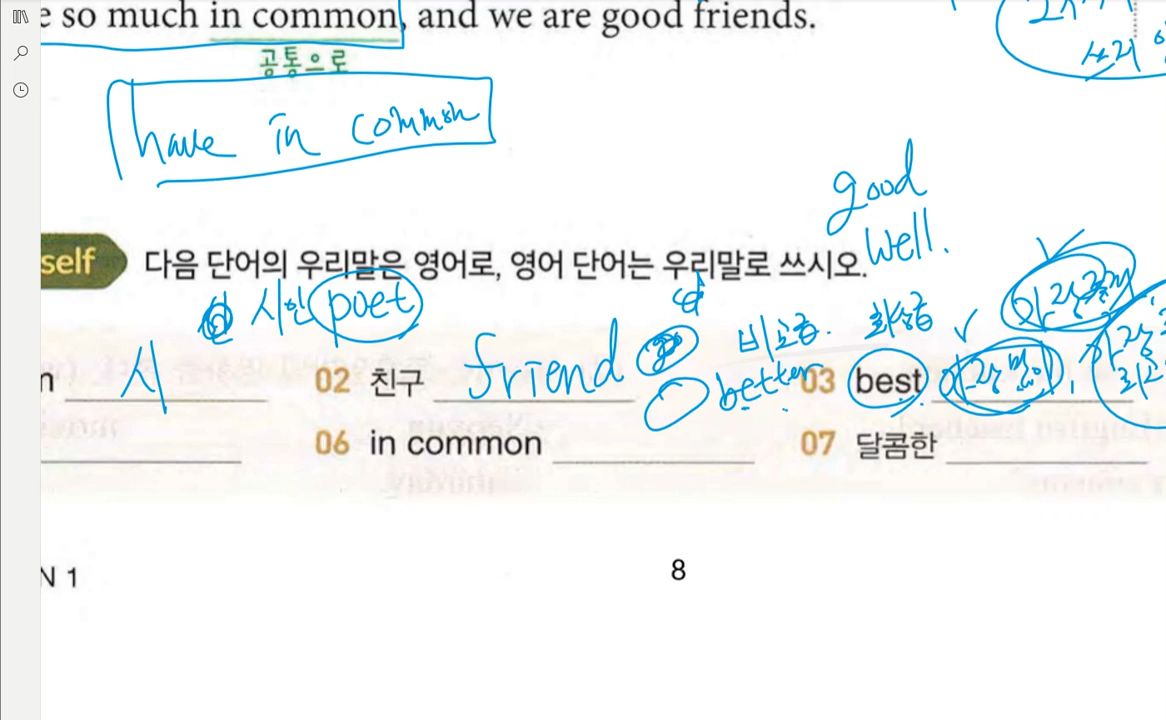 e so much in common, and we are good friends.
공통으로
have in common
good
well.
self 다음 단어의 우리말은 영어로, 영어 단어는 우리말로 쓰시오.
시인 poet
비교급. 최상급
n 시 02 친구 friend better 03 best
06 in common 07 달콤한
N 1 8